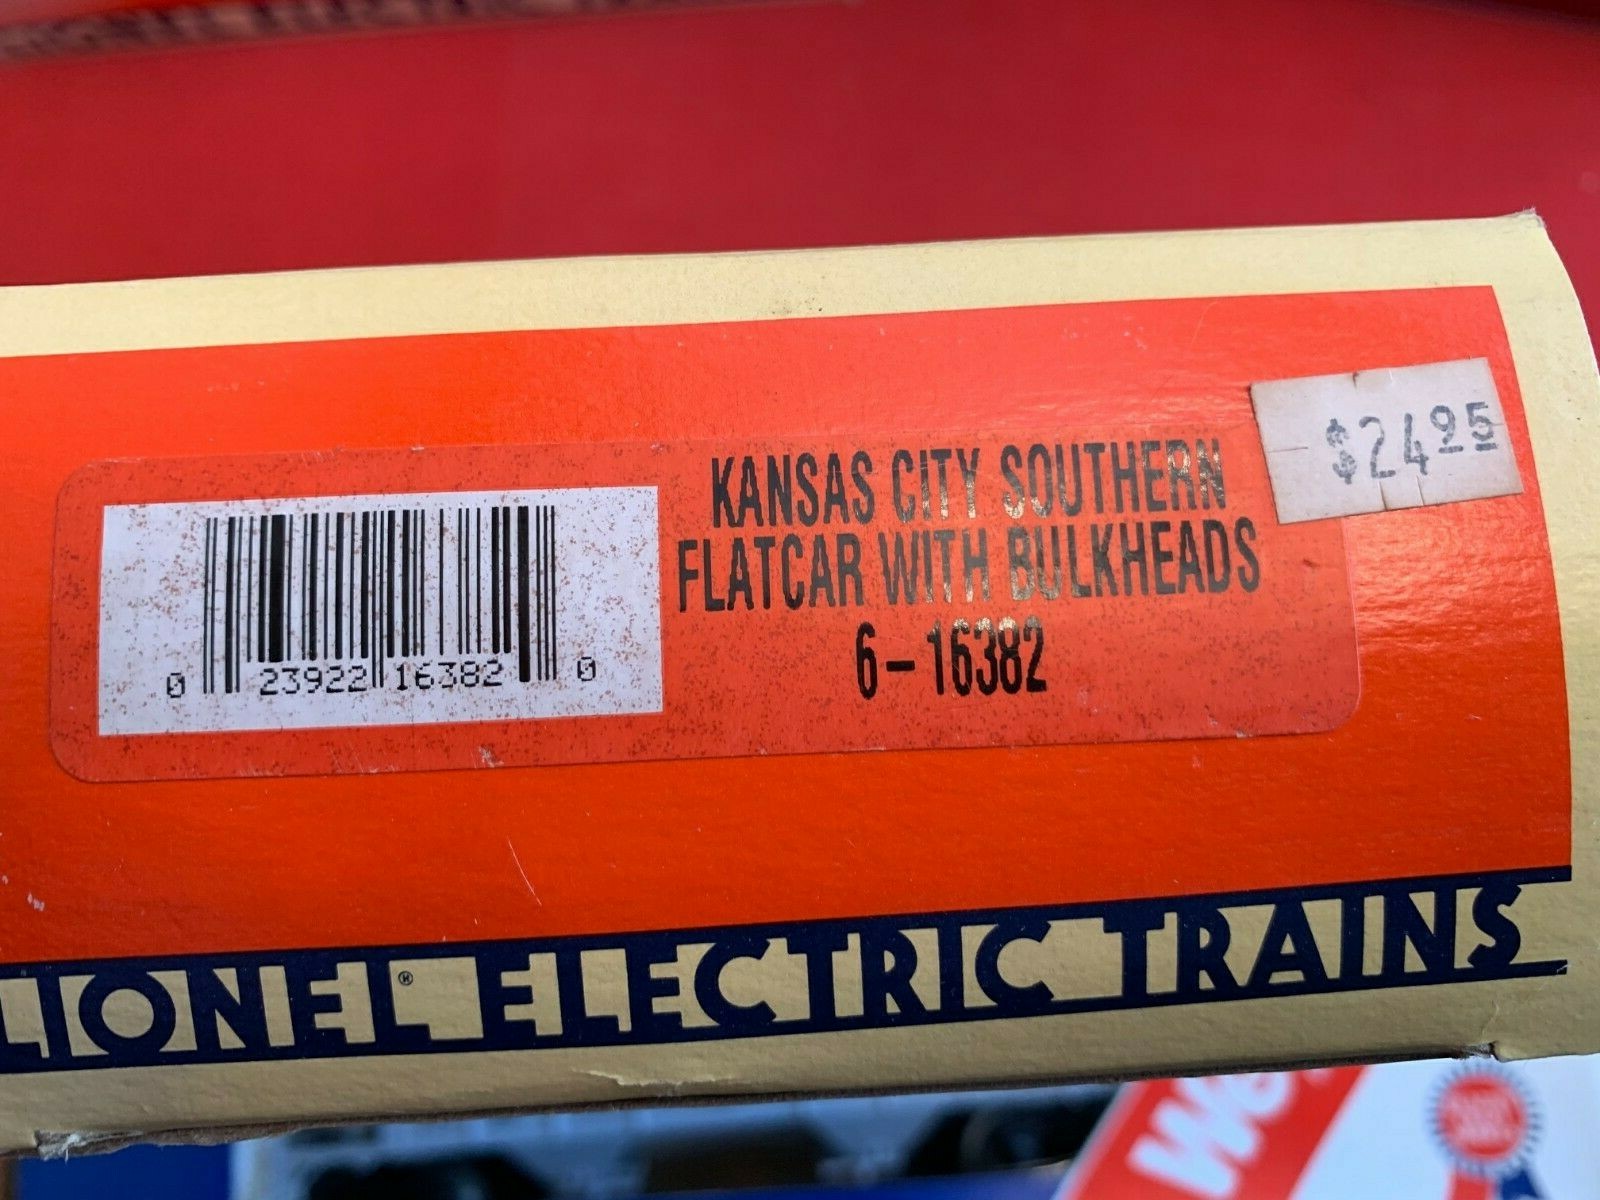 $24.95
KANSAS CITY SOUTHERN
FLATCAR WITH BULKHEADS
6-16382
0 23922 16382 0
LIONEL® ELECTRIC TRAINS